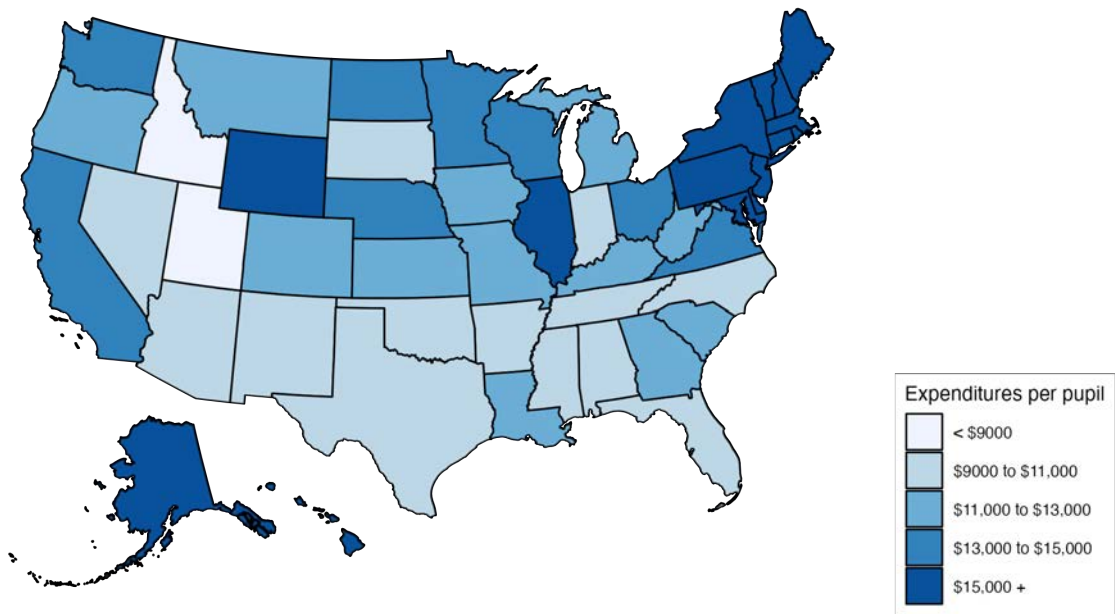 Expenditures per pupil
< $9000
$9000 to $11,000
$11,000 to $13,000
$13,000 to $15,000
$15,000 +